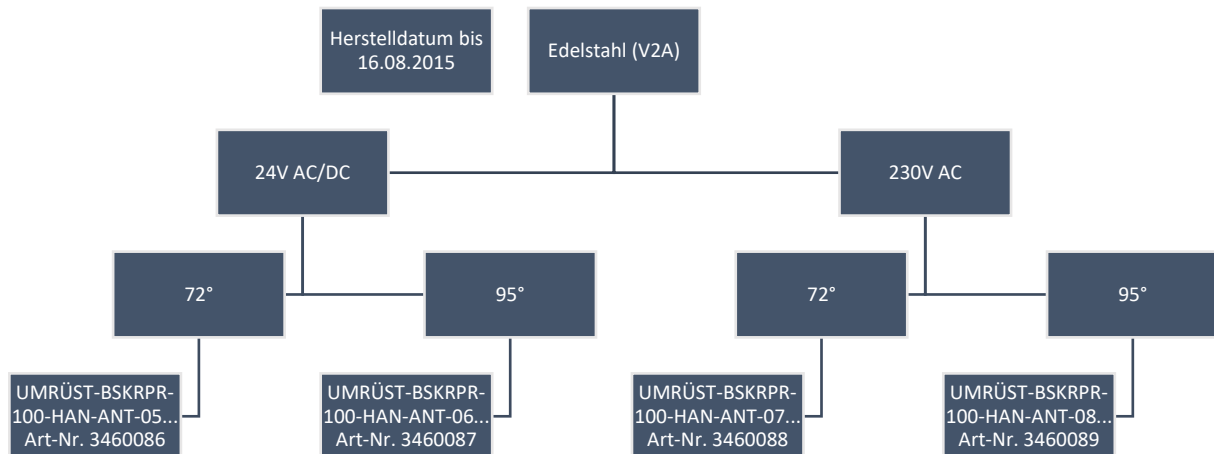 Herstelldatum bis
16.08.2015
Edelstahl (V2A)
24V AC/DC
230V AC
72°
95°
72°
95°
UMRÜST-BSKRPR-
100-HAN-ANT-05...
Art-Nr. 3460086
UMRÜST-BSKRPR-
100-HAN-ANT-06...
Art-Nr. 3460087
UMRÜST-BSKRPR-
100-HAN-ANT-07...
Art-Nr. 3460088
UMRÜST-BSKRPR-
100-HAN-ANT-08...
Art-Nr. 3460089